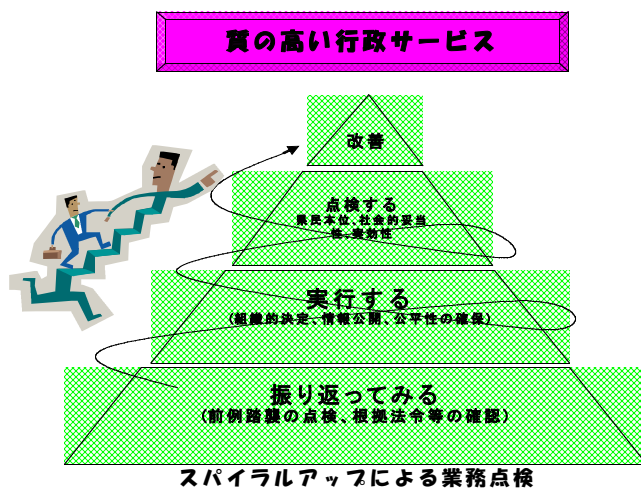 質の高い行政サービス
改善
点検する
県民本位、社会的妥当
性、実効性
実行する
(組織的決定、情報公開、公平性の確保)
振り返ってみる
(前例踏襲の点検、根拠法令等の確認)
スパイラルアップによる業務点検